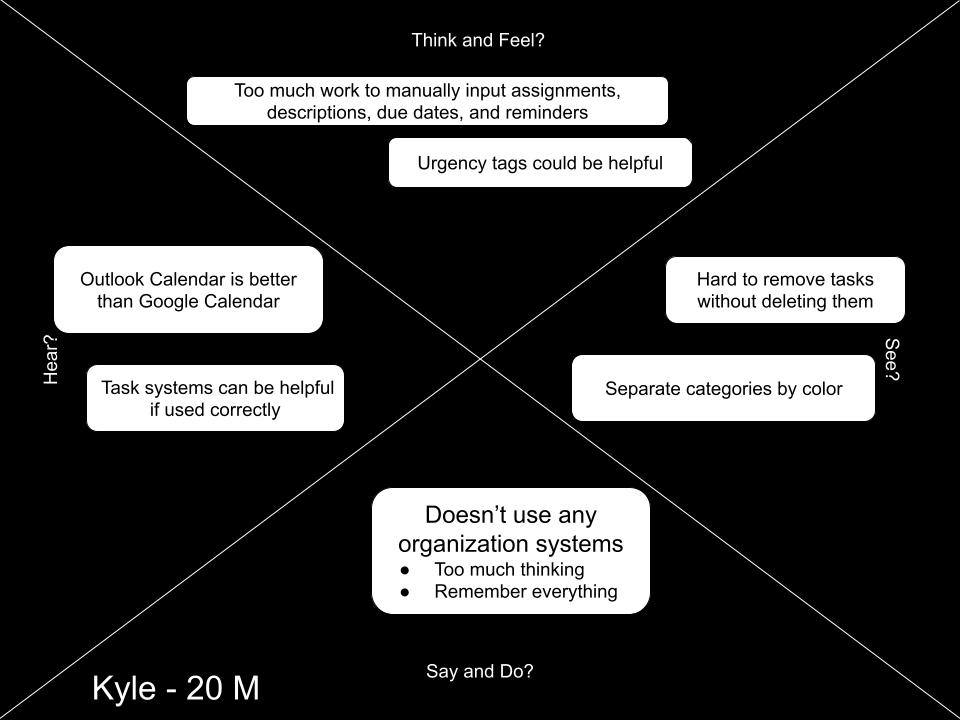 Think and Feel?
Too much work to manually input assignments,
descriptions, due dates, and reminders
Urgency tags could be helpful
Outlook Calendar is better
than Google Calendar
Hear?
Task systems can be helpful
if used correctly
Hard to remove tasks
without deleting them
See?
Separate categories by color
Doesn’t use any
organization systems
● Too much thinking
● Remember everything
Say and Do?
Kyle - 20 M